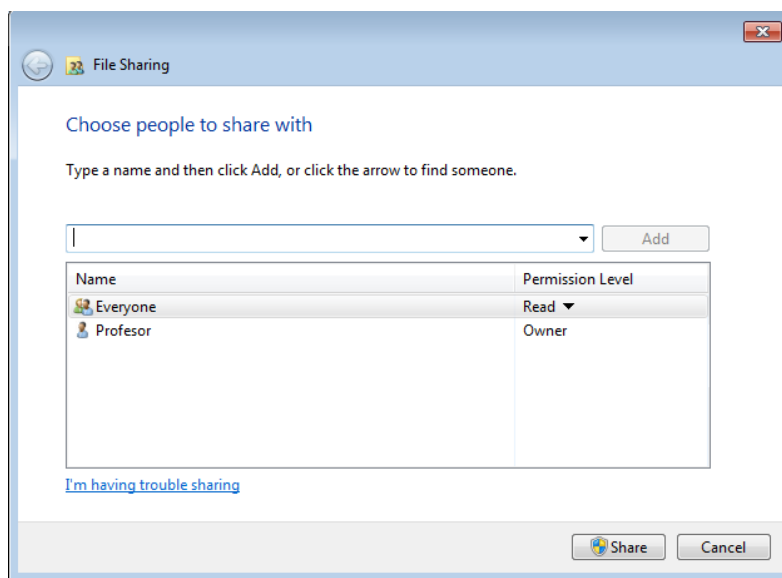 File Sharing
Choose people to share with
Type a name and then click Add, or click the arrow to find someone.
Add
Name Permission Level
Everyone Read
Profesor Owner
I'm having trouble sharing
Share Cancel